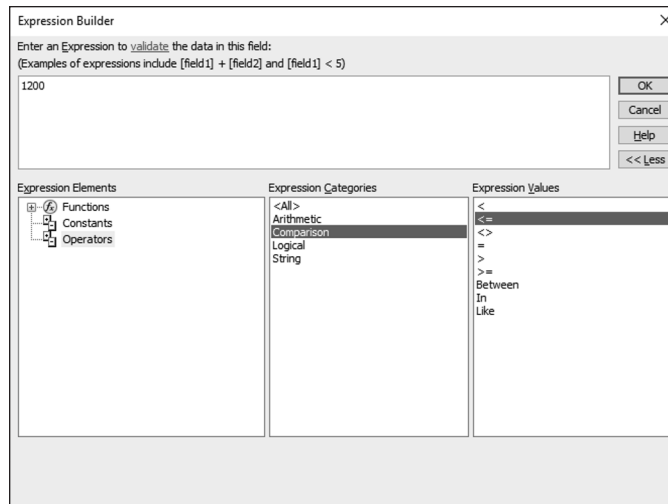 Expression Builder
Enter an Expression to validate the data in this field:
(Examples of expressions include [field1] + [field2] and [field1] < 5)
1200
OK
Cancel
Help
<< Less
Expression Elements
Functions
Constants
Operators
Expression Categories
<All>
Arithmetic
Comparison
Logical
String
Expression Values
<
<=
<>
=
>
>=
Between
In
Like